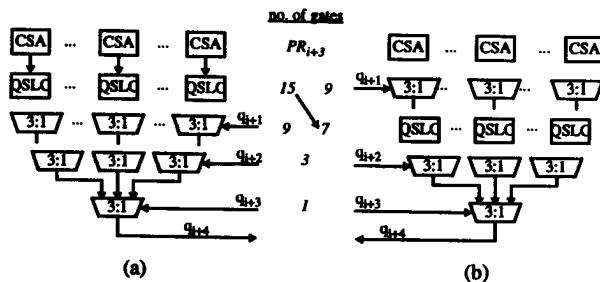 no. of gates
CSA ... CSA ... CSA PR_{i+3} CSA ... CSA ... CSA
QSLC QSLC QSLC 15 9 q_{i+1} 3:1 ... 3:1 ... 3:1
3:1 ... 3:1 ... 3:1 q_{i+1} 9 7 QSLC QSLC QSLC
3:1 3:1 3:1 q_{i+2} 3 q_{i+2} 3:1 3:1 3:1
3:1 q_{i+3} 1 q_{i+3} 3:1
q_{i+4} q_{i+4}
(a) (b)